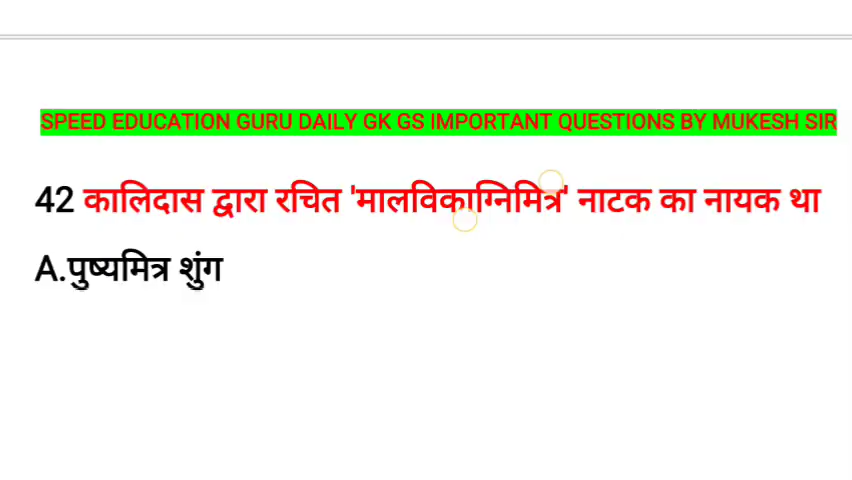 SPEED EDUCATION GURU DAILY GK GS IMPORTANT QUESTIONS BY MUKESH SIR
42 कालिदास द्वारा रचित 'मालविकाग्निमित्र' नाटक का नायक था
A.पुष्यमित्र शुंग